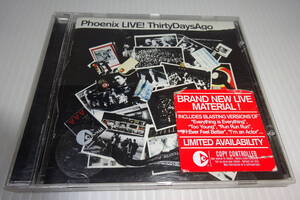 Phoenix LIVE! ThirtyDaysAgo
BRAND NEW LIVE
MATERIAL!
INCLUDES BLASTING VERSIONS OF
"Everything is Everything",
"Too Young", "Run Run Run",
"If I Ever Feel Better", "I'm an Actor"...
LIMITED AVAILABILITY
COPY CONTROLLED